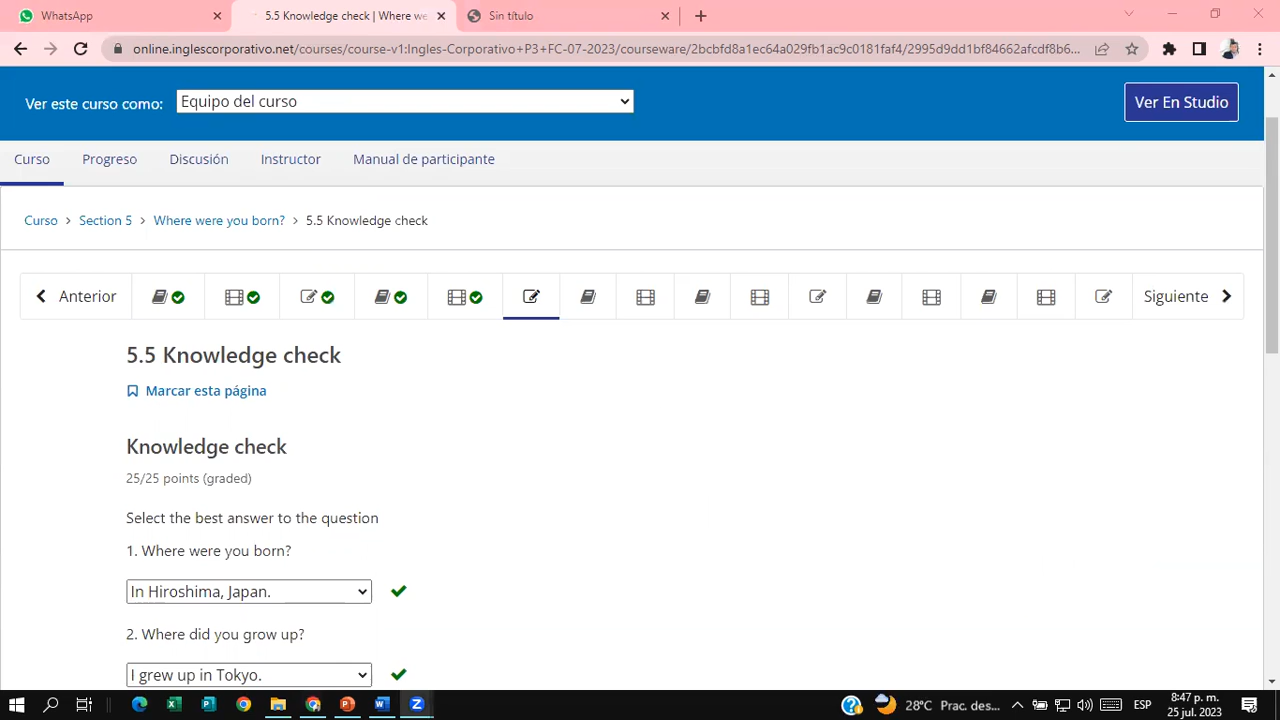 WhatsApp
5.5 Knowledge check | Where we
Sin título
online.inglescorporativo.net/courses/course-v1:Ingles-Corporativo+P3+FC-07-2023/courseware/2bcbfd8a1ec64a029fb1ac9c0181faf4/2995d9dd1bf84662afcdf8b6...
Ver este curso como:
Equipo del curso
Ver En Studio
Curso
Progreso
Discusión
Instructor
Manual de participante
Curso > Section 5 > Where were you born? > 5.5 Knowledge check
Anterior
Siguiente
5.5 Knowledge check
Marcar esta página
Knowledge check
25/25 points (graded)
Select the best answer to the question
1. Where were you born?
In Hiroshima, Japan.
2. Where did you grow up?
I grew up in Tokyo.
28°C Prac. des...
ESP
8:47 p. m.
25 jul. 2023